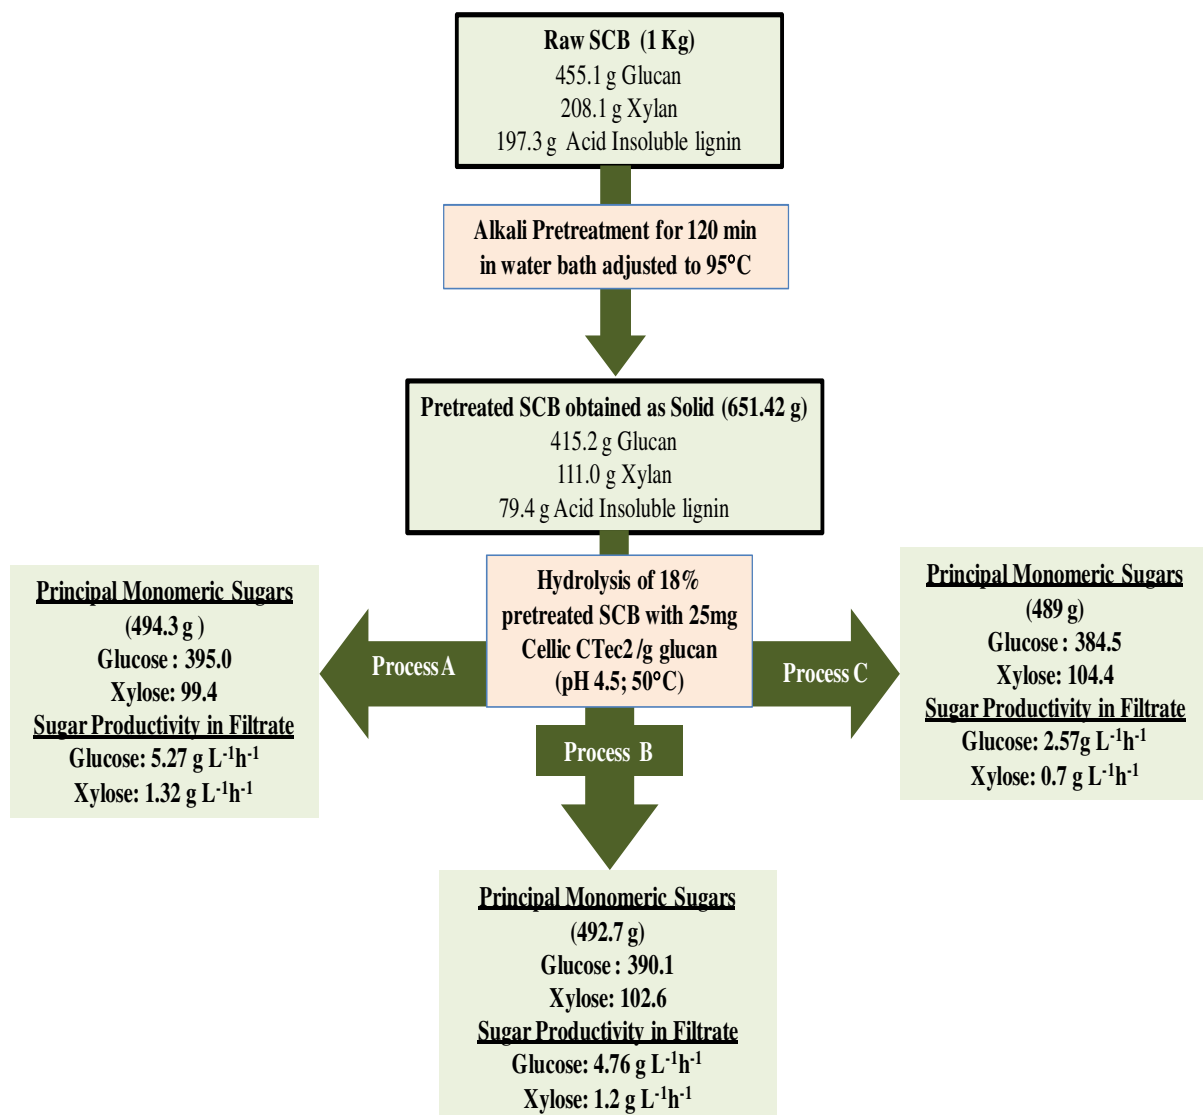 Raw SCB (1 Kg)
455.1 g Glucan
208.1 g Xylan
197.3 g Acid Insoluble lignin
Alkali Pretreatment for 120 min
in water bath adjusted to 95°C
Pretreated SCB obtained as Solid (651.42 g)
415.2 g Glucan
111.0 g Xylan
79.4 g Acid Insoluble lignin
Hydrolysis of 18%
pretreated SCB with 25mg
Cellic CTec2 /g glucan
(pH 4.5; 50°C)
Process A
Principal Monomeric Sugars
(494.3 g )
Glucose : 395.0
Xylose: 99.4
Sugar Productivity in Filtrate
Glucose: 5.27 g L⁻¹h⁻¹
Xylose: 1.32 g L⁻¹h⁻¹
Process B
Principal Monomeric Sugars
(492.7 g)
Glucose : 390.1
Xylose: 102.6
Sugar Productivity in Filtrate
Glucose: 4.76 g L⁻¹h⁻¹
Xylose: 1.2 g L⁻¹h⁻¹
Process C
Principal Monomeric Sugars
(489 g)
Glucose: 384.5
Xylose: 104.4
Sugar Productivity in Filtrate
Glucose: 2.57g L⁻¹h⁻¹
Xylose: 0.7 g L⁻¹h⁻¹